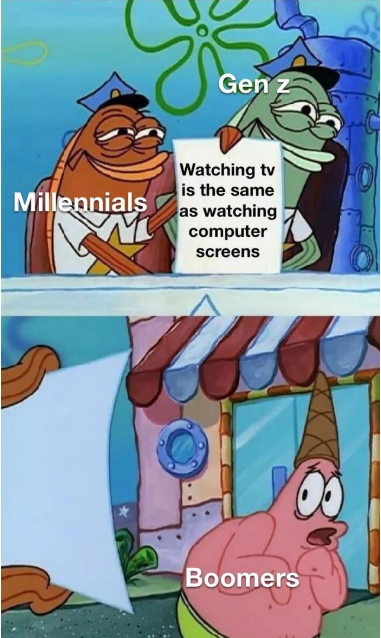 Gen z
Millennials
Watching tv
is the same
as watching
computer
screens
Boomers